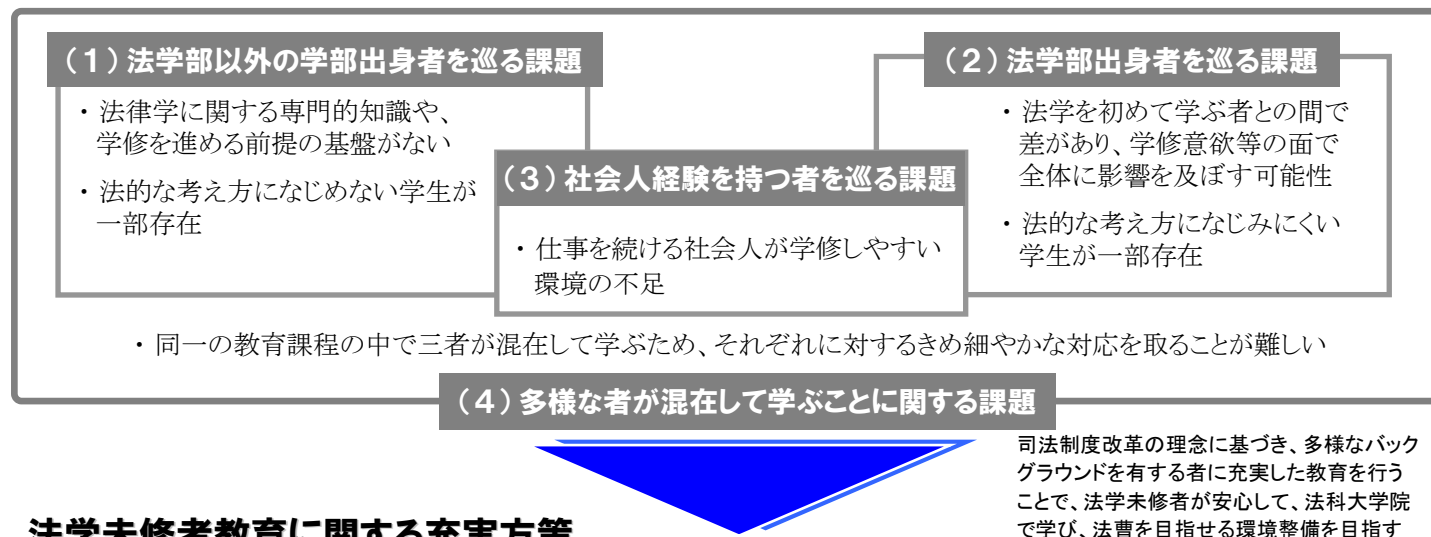 （１）法学部以外の学部出身者を巡る課題
・法律学に関する専門的知識や、
学修を進める前提の基盤がない
・法的な考え方になじめない学生が
一部存在
（２）法学部出身者を巡る課題
・法学を初めて学ぶ者との間で
差があり、学修意欲等の面で
全体に影響を及ぼす可能性
・法的な考え方になじみにくい
学生が一部存在
（３）社会人経験を持つ者を巡る課題
・仕事を続ける社会人が学修しやすい
環境の不足
・同一の教育課程の中で三者が混在して学ぶため、それぞれに対するきめ細やかな対応を取ることが難しい
（４）多様な者が混在して学ぶことに関する課題
司法制度改革の理念に基づき、多様なバック
グラウンドを有する者に充実した教育を行う
ことで、法学未修者が安心して、法科大学院
で学び、法曹を目指せる環境整備を目指す
法学未修者教育に関する充実方策